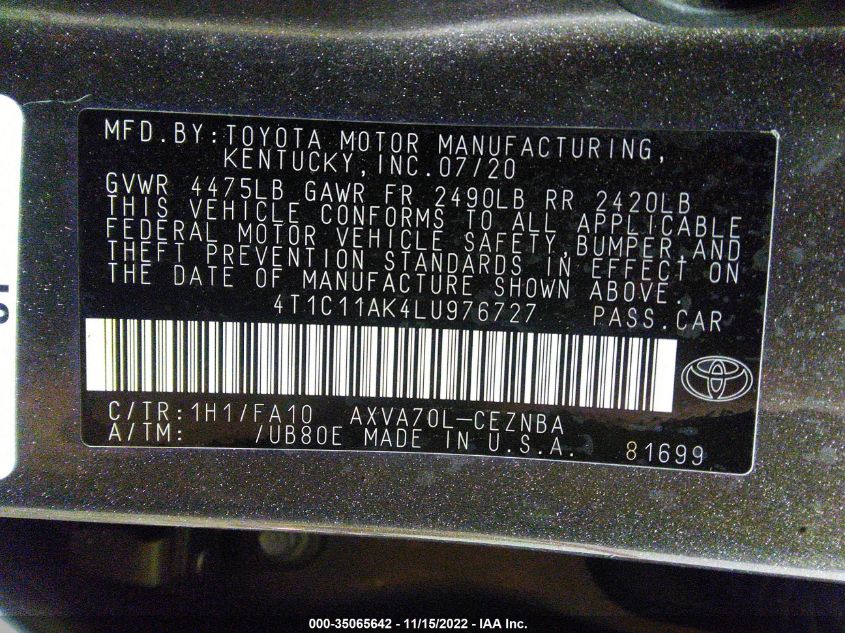 MFD.BY:TOYOTA MOTOR MANUFACTURING,
KENTUCKY,INC.07/20
GVWR 4475LB GAWR FR 2490LB RR 2420LB
THIS VEHICLE CONFORMS TO ALL APPLICABLE
FEDERAL MOTOR VEHICLE SAFETY,BUMPER,AND
THEFT PREVENTION STANDARDS IN EFFECT ON
THE DATE OF MANUFACTURE SHOWN ABOVE.
4T1C11AK4LU976727 PASS.CAR
C/TR:1H1/FA10 AXVA70L-CEZNBA
A/TM: /UB80E MADE IN U.S.A. 81699
000-35065642 - 11/15/2022 - IAA Inc.